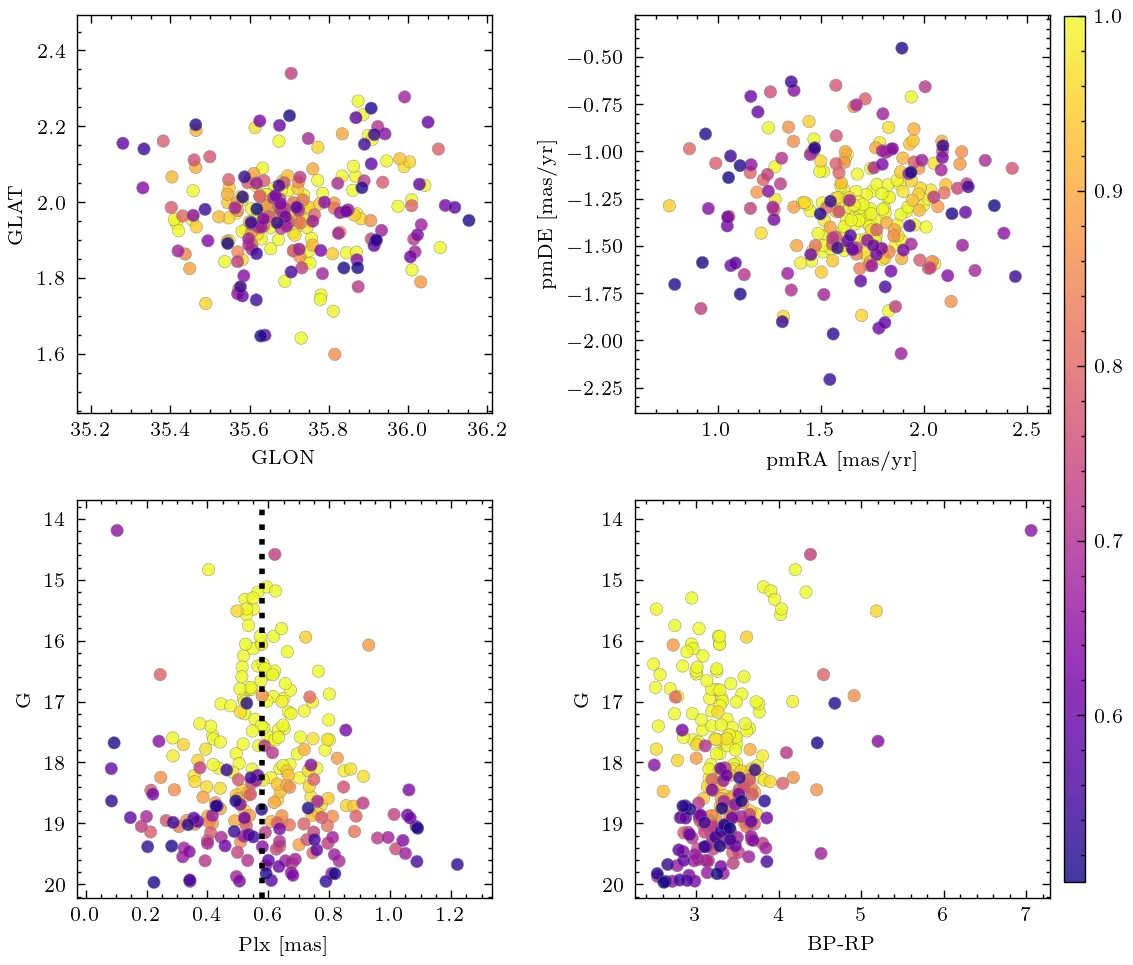 2.4
2.2
2.0
1.8
1.6
GLAT
35.2 35.4 35.6 35.8 36.0 36.2
GLON
−0.50
−0.75
−1.00
−1.25
−1.50
−1.75
−2.00
−2.25
pmDE [mas/yr]
1.0 1.5 2.0 2.5
pmRA [mas/yr]
1.0
0.9
0.8
0.7
0.6
14
15
16
17
18
19
20
G
0.0 0.2 0.4 0.6 0.8 1.0 1.2
Plx [mas]
14
15
16
17
18
19
20
G
3 4 5 6 7
BP-RP